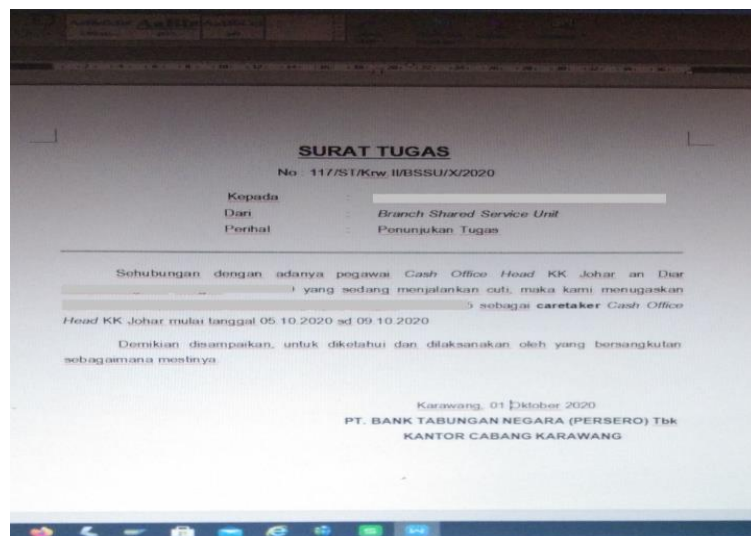 SURAT TUGAS
No : 117/ST/Krw.II/BSSU/X/2020
Kepada :
Dari : Branch Shared Service Unit
Perihal : Penunjukan Tugas
Sehubungan dengan adanya pegawai Cash Office Head KK Johar an Diar
yang sedang menjalankan cuti, maka kami menugaskan
sebagai caretaker Cash Office
Head KK Johar mulai tanggal 05.10.2020 sd 09.10.2020
Demikian disampaikan, untuk diketahui dan dilaksanakan oleh yang bersangkutan
sebagaimana mestinya.
Karawang, 01 Oktober 2020
PT. BANK TABUNGAN NEGARA (PERSERO) Tbk
KANTOR CABANG KARAWANG